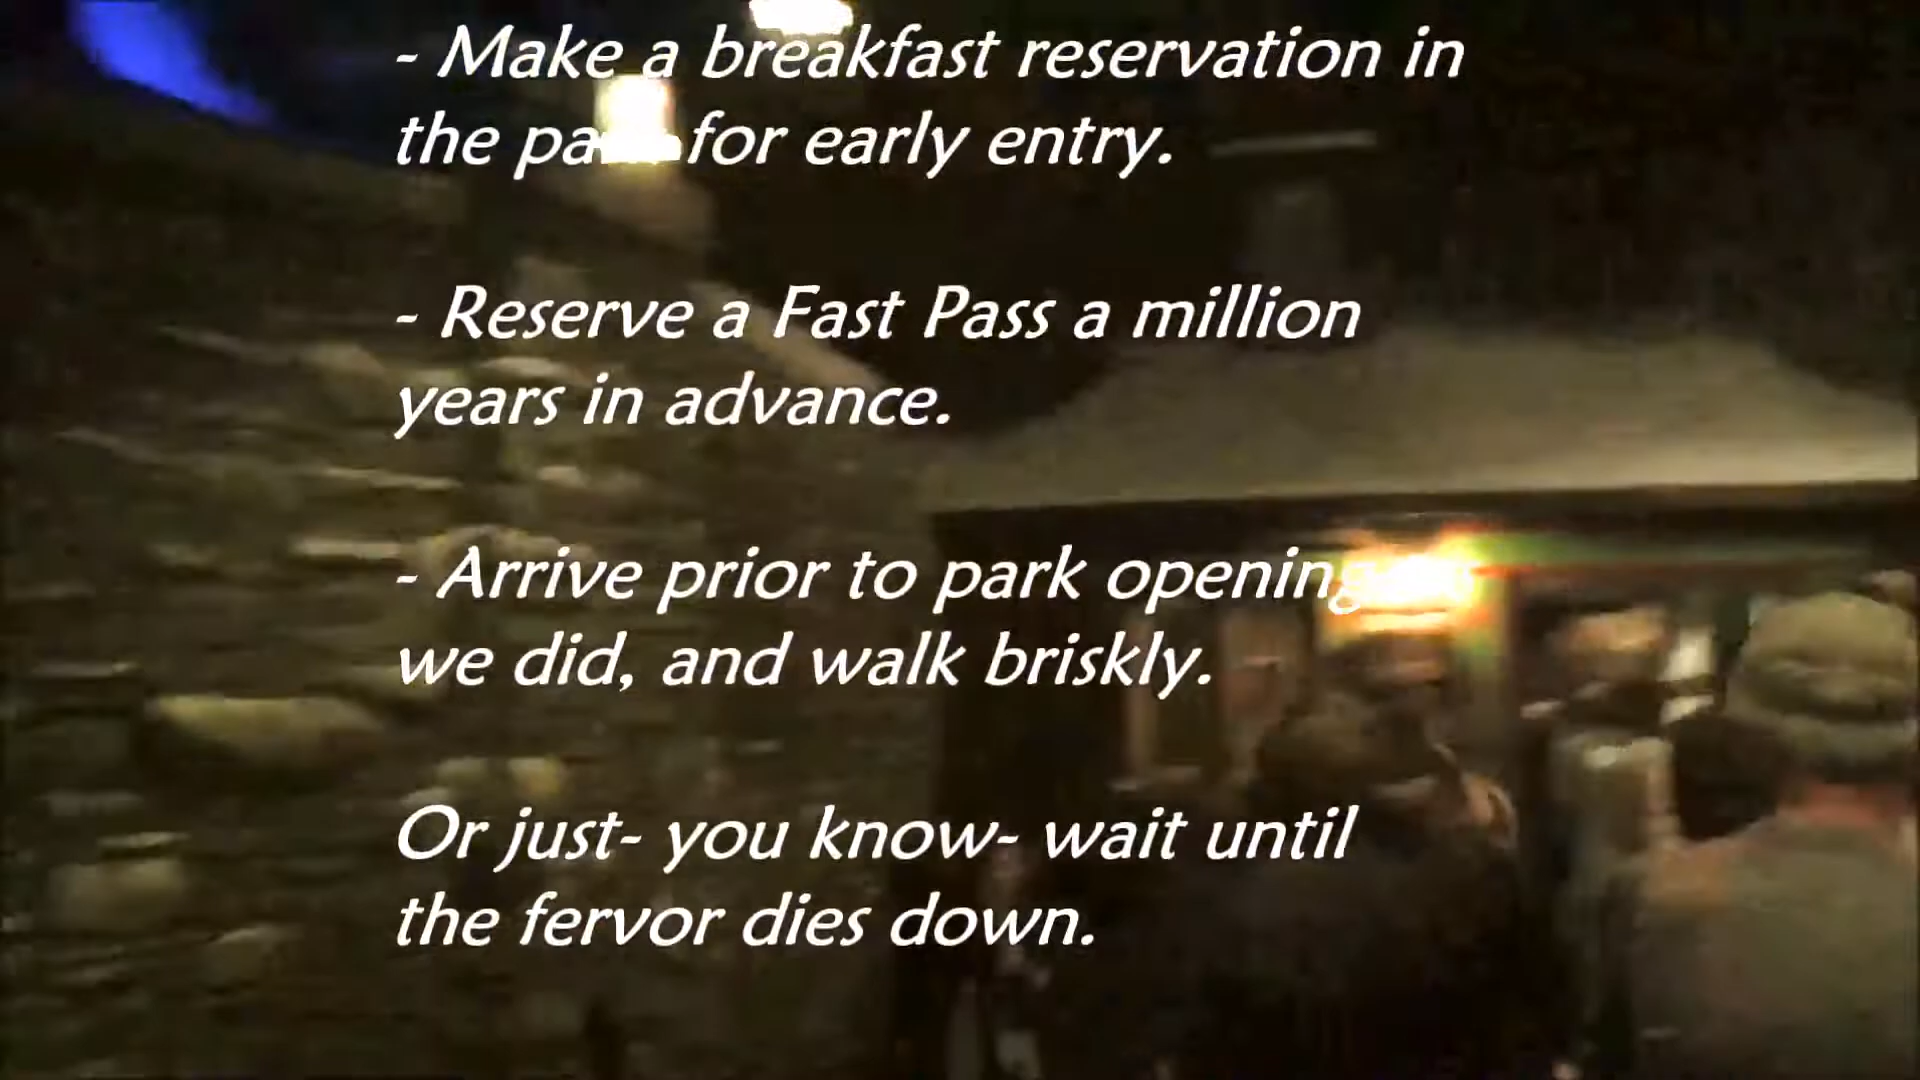 - Make a breakfast reservation in
the park for early entry.
- Reserve a Fast Pass a million
years in advance.
- Arrive prior to park opening
we did, and walk briskly.
Or just- you know- wait until
the fervor dies down.